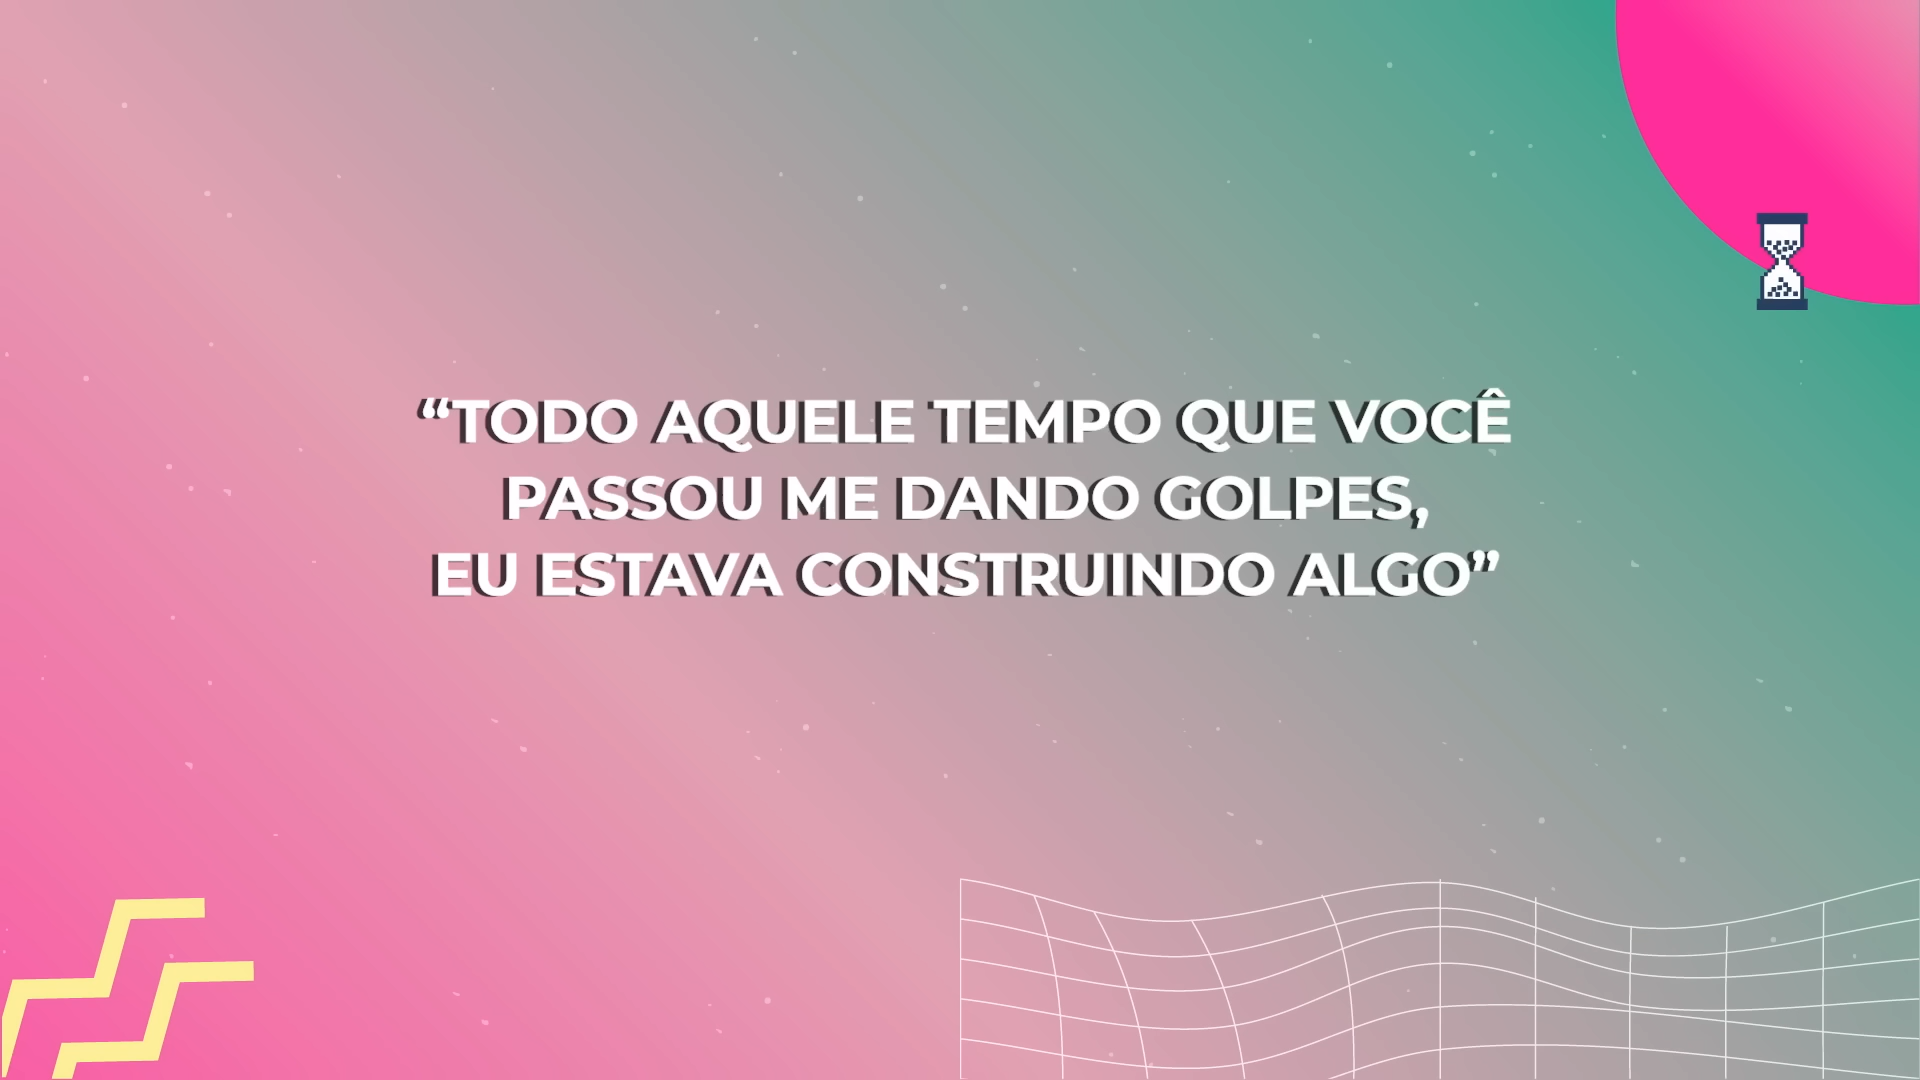 “TODO AQUELE TEMPO QUE VOCÊ
PASSOU ME DANDO GOLPES,
EU ESTAVA CONSTRUINDO ALGO”